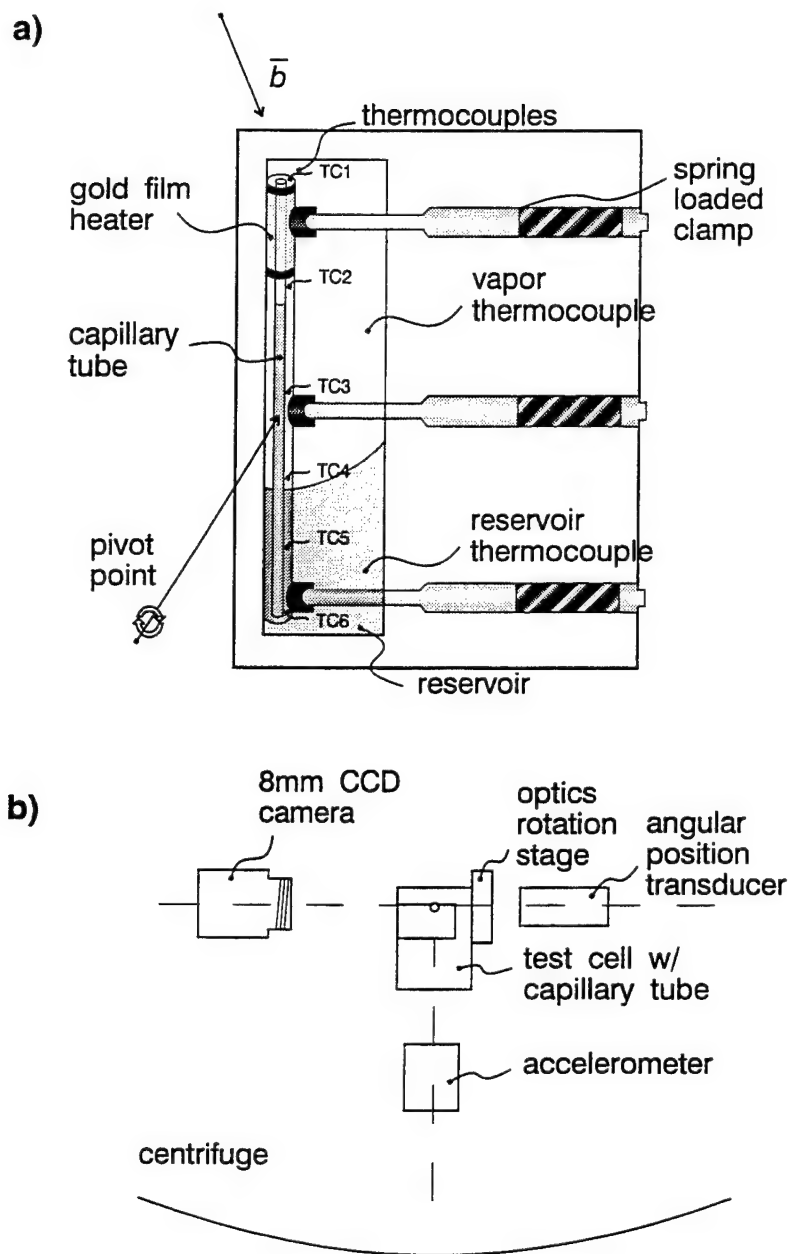 a)
b̅
thermocouples
TC1
gold film
heater
spring
loaded
clamp
TC2
vapor
thermocouple
capillary
tube
TC3
TC4
pivot
point
TC5
reservoir
thermocouple
TC6
reservoir
b)
8mm CCD
camera
optics
rotation
stage
angular
position
transducer
test cell w/
capillary tube
accelerometer
centrifuge